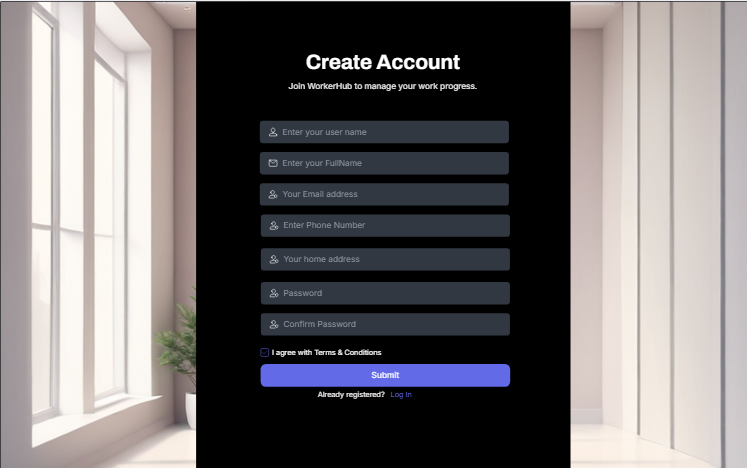 Create Account
Join WorkerHub to manage your work progress.
Enter your user name
Enter your FullName
Your Email address
Enter Phone Number
Your home address
Password
Confirm Password
I agree with Terms & Conditions
Submit
Already registered? Log In